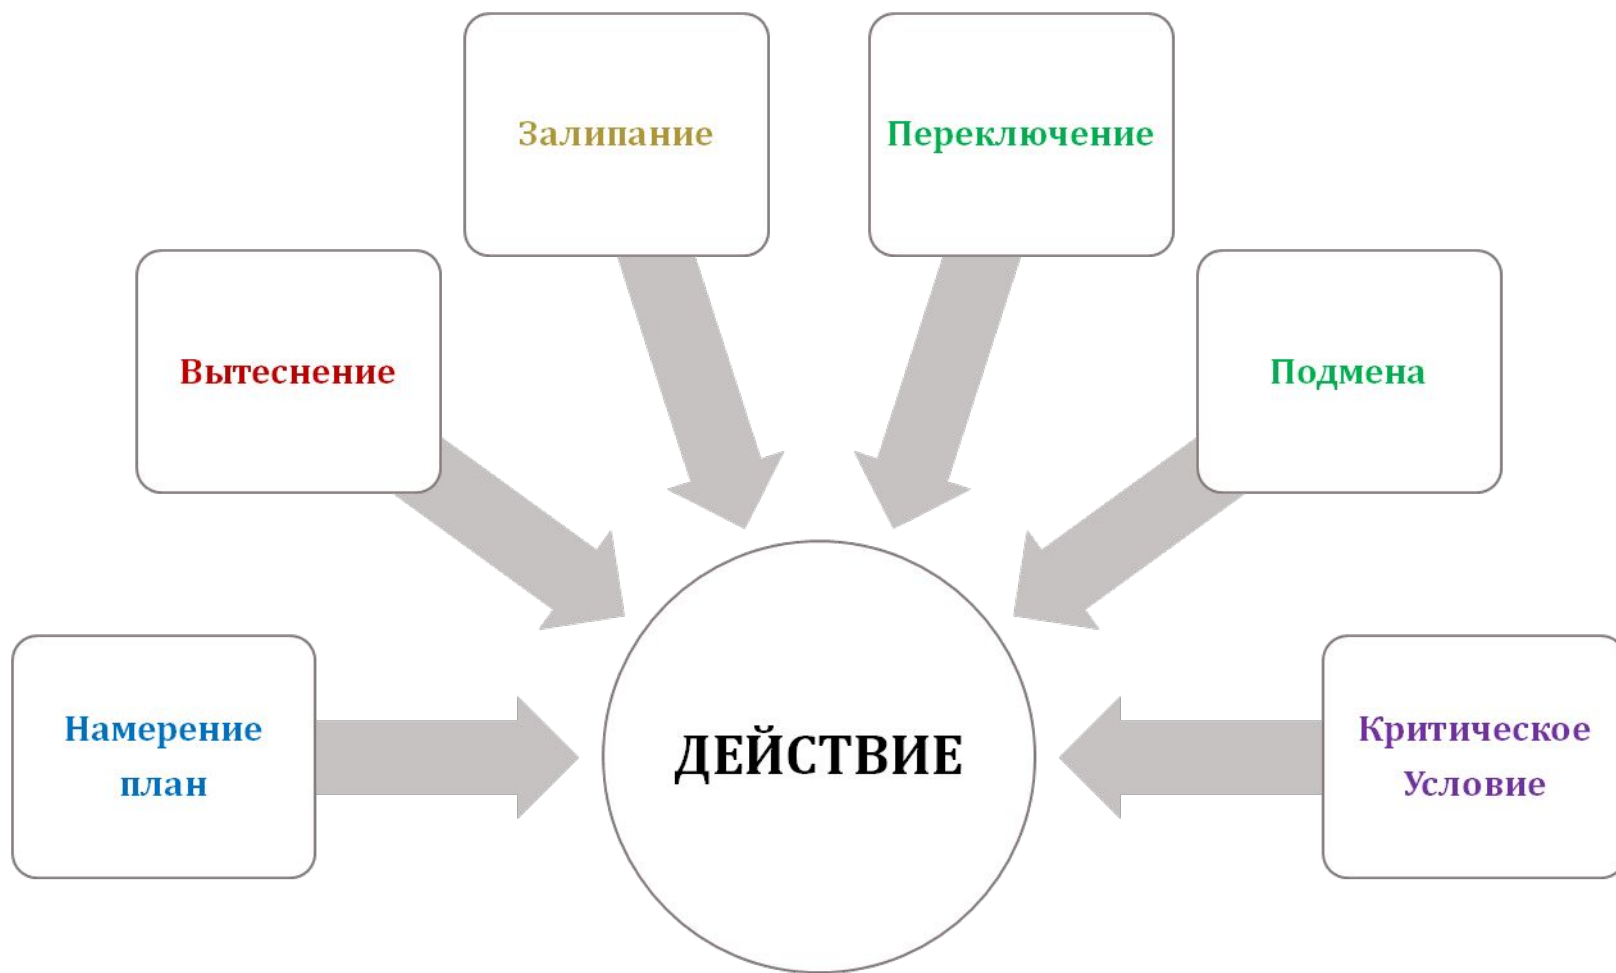 Залипание
Переключение
Вытеснение
Подмена
Намерение
план
ДЕЙСТВИЕ
Критическое
Условие